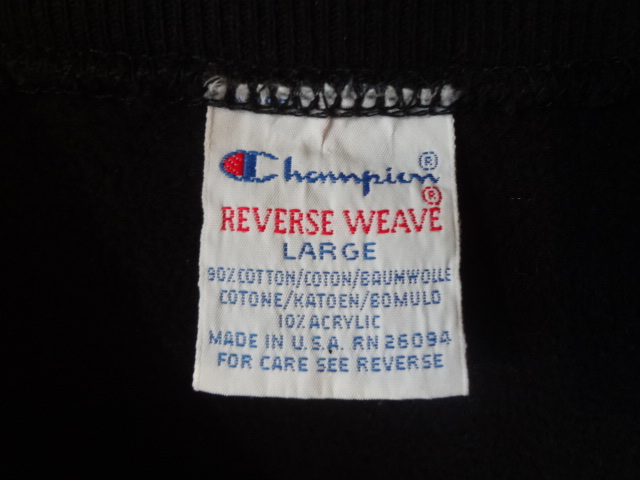 Champion®
REVERSE WEAVE®
LARGE
90% COTTON/COTON/BAUMWOLLE
COTONE/KATOEN/BOMULD
10% ACRYLIC
MADE IN U.S.A. RN 26094
FOR CARE SEE REVERSE